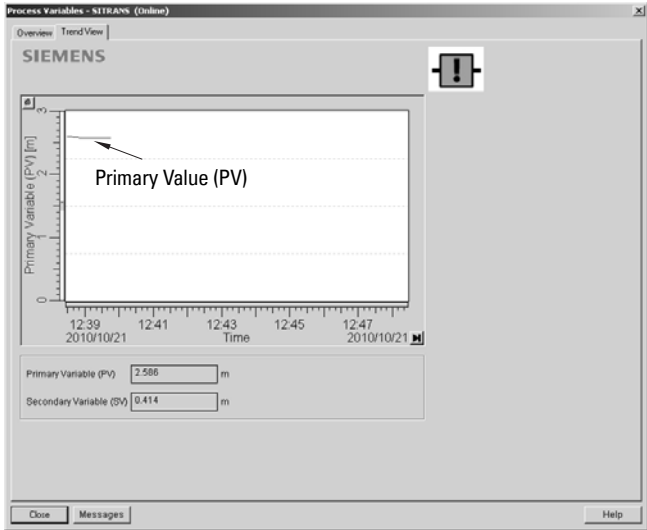 Process Variables - SITRANS (Online)
Overview Trend View
SIEMENS
!
3
2
1
0
Primary Variable (PV) [m]
Primary Value (PV)
12:39 12:41 12:43 12:45 12:47
2010/10/21 Time 2010/10/21
Primary Variable (PV) 2.586 m
Secondary Variable (SV) 0.414 m
Close Messages Help